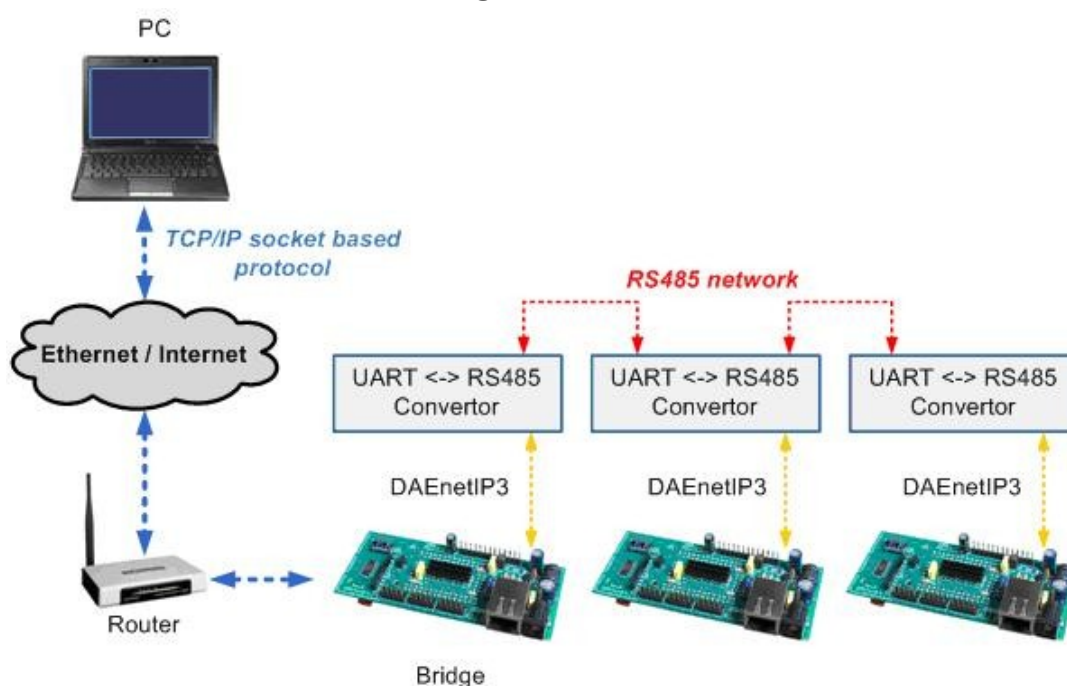 PC
TCP/IP socket based
protocol
RS485 network
Ethernet / Internet
UART <-> RS485
Convertor
UART <-> RS485
Convertor
UART <-> RS485
Convertor
DAEnetIP3
DAEnetIP3
DAEnetIP3
Router
Bridge